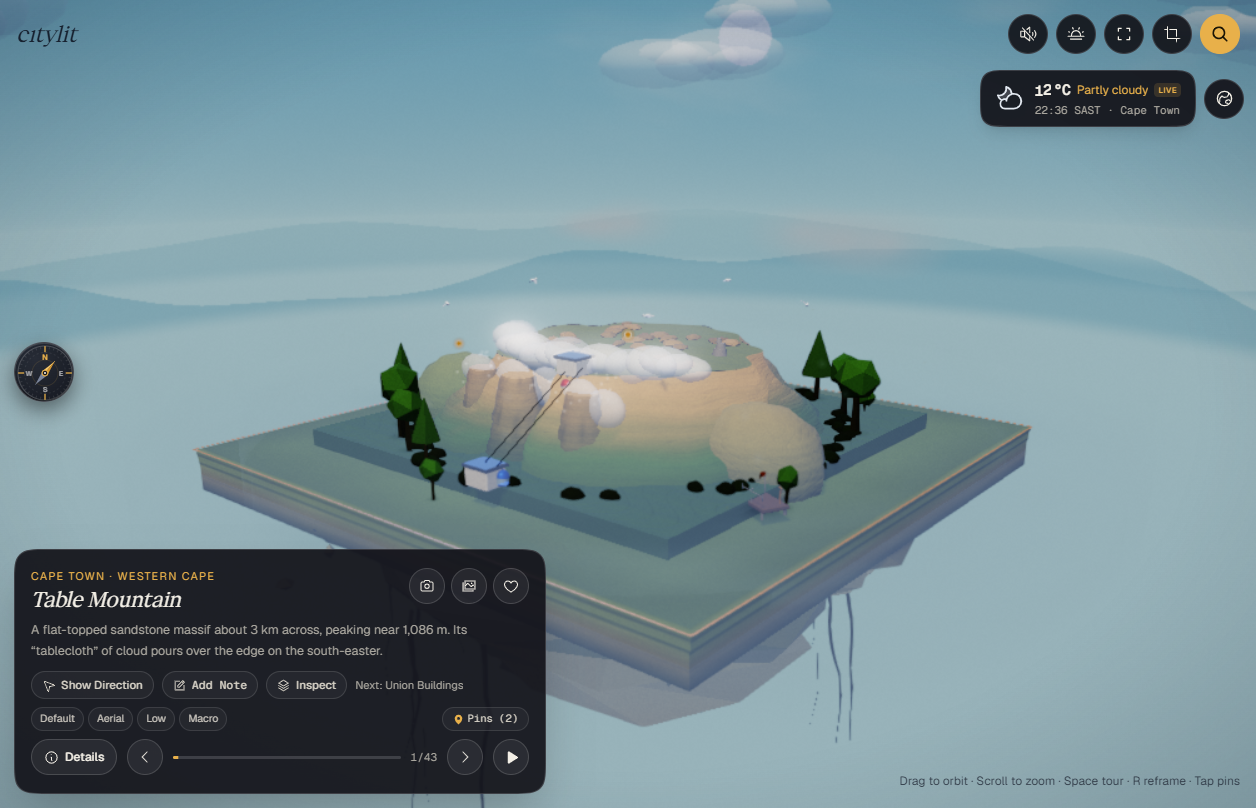 cıtylit
12°C Partly cloudy LIVE
22:36 SAST · Cape Town
N
W E
S
CAPE TOWN · WESTERN CAPE
Table Mountain
A flat-topped sandstone massif about 3 km across, peaking near 1,086 m. Its
“tablecloth” of cloud pours over the edge on the south-easter.
Show Direction Add Note Inspect Next: Union Buildings
Default Aerial Low Macro Pins (2)
Details 1/43
Drag to orbit · Scroll to zoom · Space tour · R reframe · Tap pins